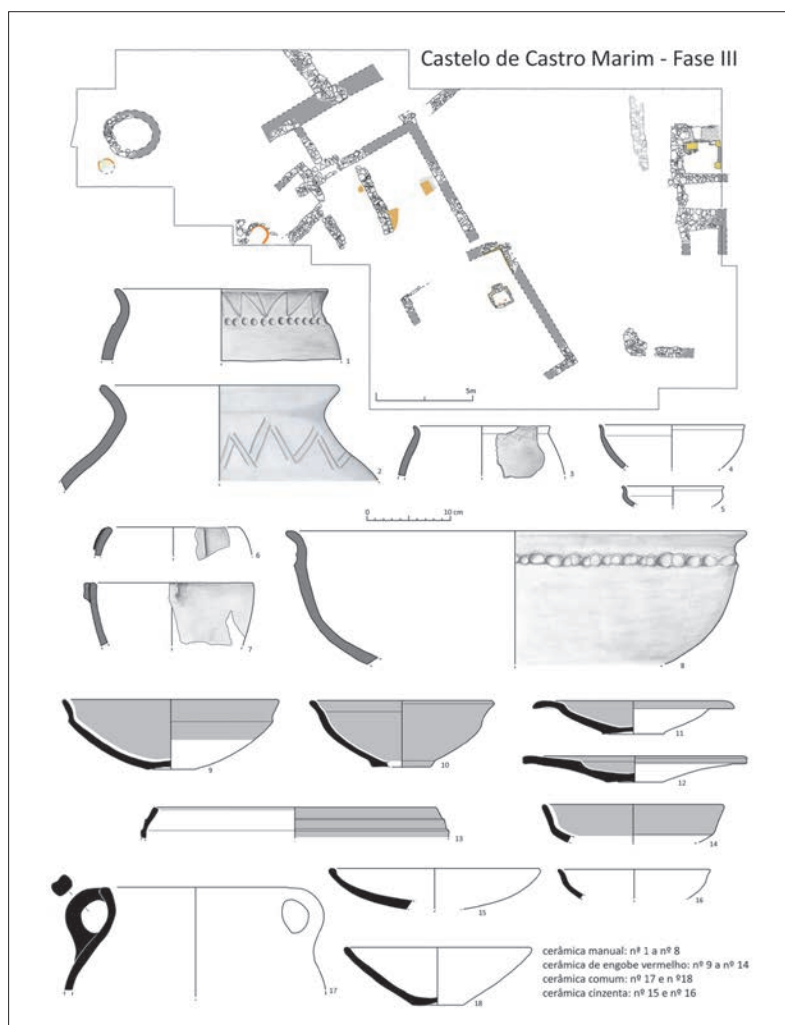 Castelo de Castro Marim - Fase III
5m
1
2
3
4
5
0 10 cm
6
7
8
9
10
11
12
13
14
15
16
17
18
cerâmica manual: nº 1 a nº 8
cerâmica de engobe vermelho: nº 9 a nº 14
cerâmica comum: nº 17 e nº18
cerâmica cinzenta: nº 15 e nº 16